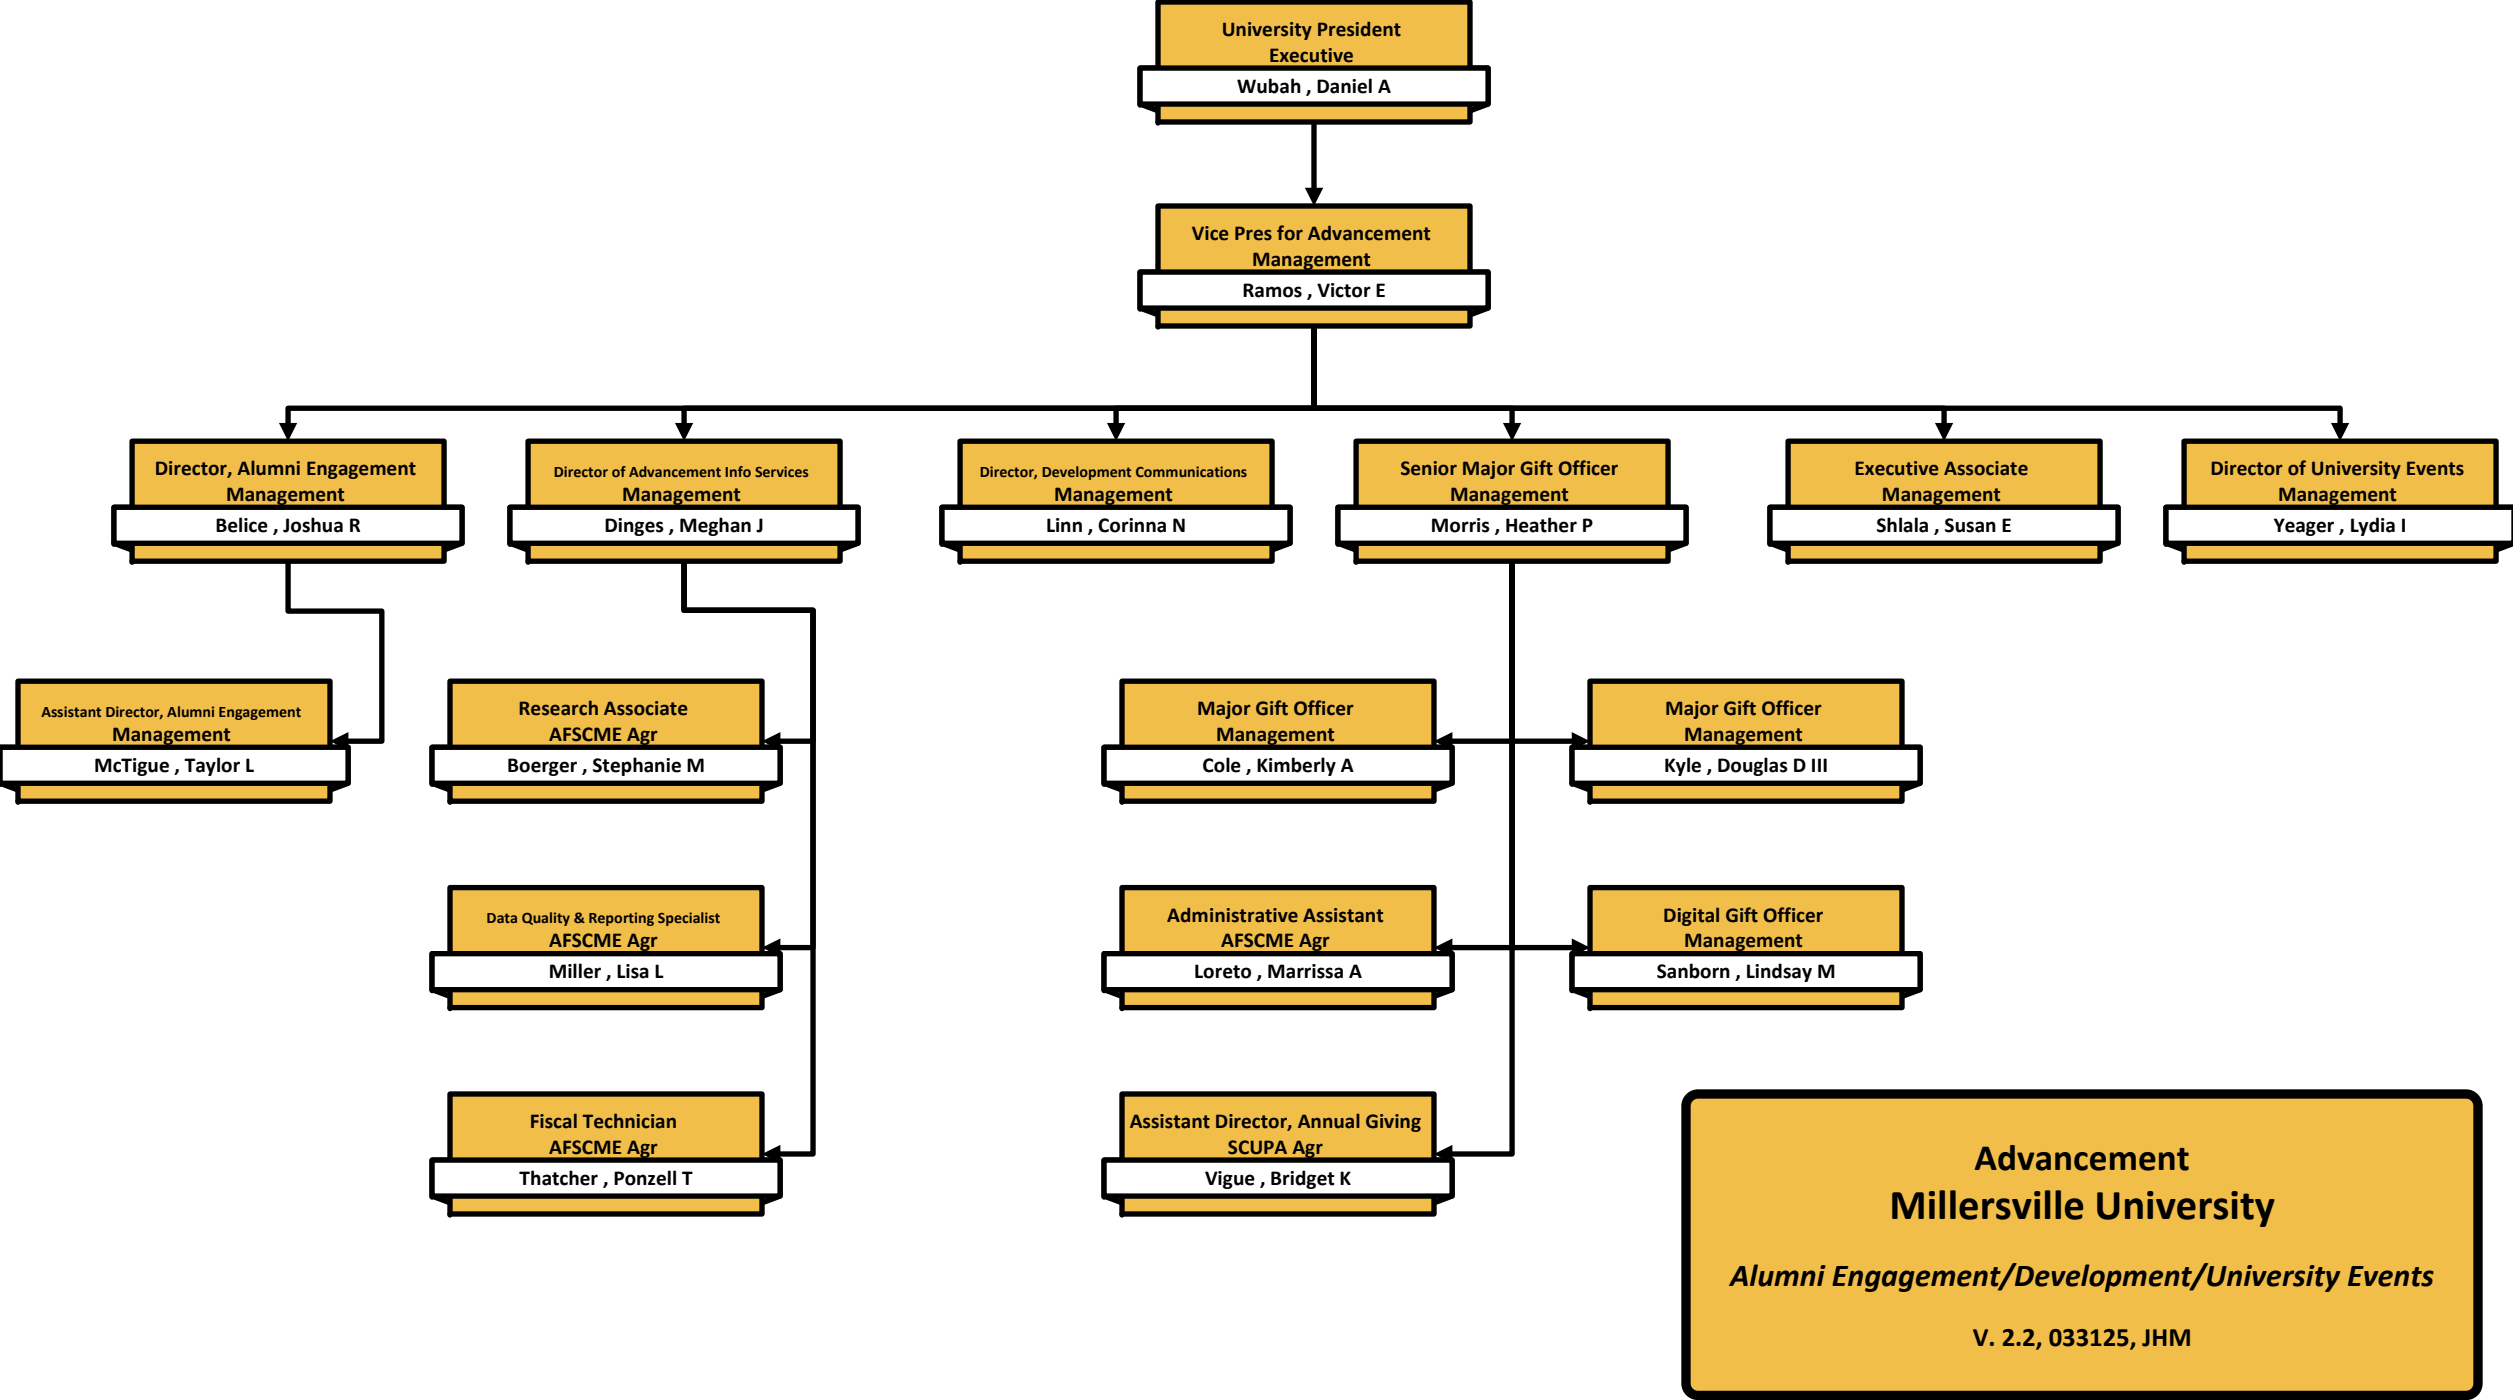 University President
Executive
Wubah , Daniel A
Vice Pres for Advancement
Management
Ramos , Victor E
Director, Alumni Engagement
Management
Belice , Joshua R
Director of Advancement Info Services
Management
Dinges , Meghan J
Director, Development Communications
Management
Linn , Corinna N
Senior Major Gift Officer
Management
Morris , Heather P
Executive Associate
Management
Shlala , Susan E
Director of University Events
Management
Yeager , Lydia I
Assistant Director, Alumni Engagement
Management
McTigue , Taylor L
Research Associate
AFSCME Agr
Boerger , Stephanie M
Major Gift Officer
Management
Cole , Kimberly A
Major Gift Officer
Management
Kyle , Douglas D III
Data Quality & Reporting Specialist
AFSCME Agr
Miller , Lisa L
Administrative Assistant
AFSCME Agr
Loreto , Marrissa A
Digital Gift Officer
Management
Sanborn , Lindsay M
Fiscal Technician
AFSCME Agr
Thatcher , Ponzell T
Assistant Director, Annual Giving
SCUPA Agr
Vigue , Bridget K
Advancement
Millersville University
Alumni Engagement/Development/University Events
V. 2.2, 033125, JHM